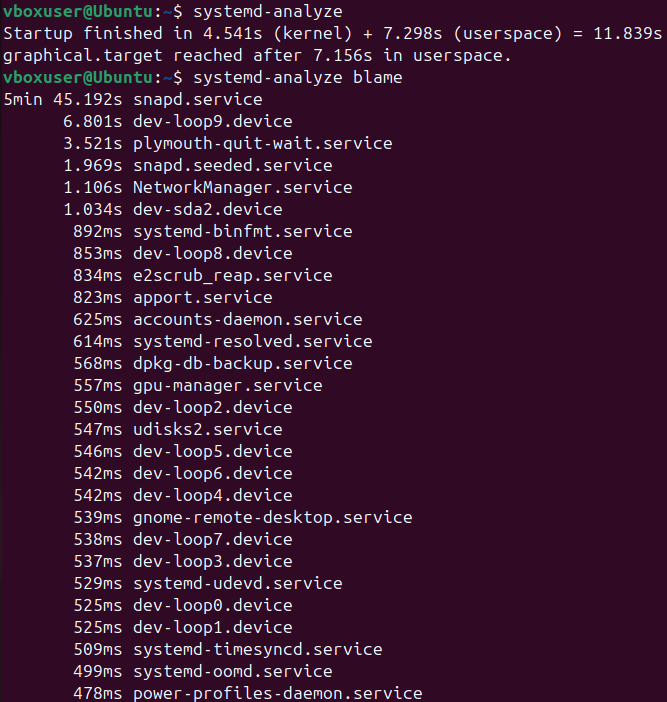 vboxuser@Ubuntu:~$ systemd-analyze
Startup finished in 4.541s (kernel) + 7.298s (userspace) = 11.839s
graphical.target reached after 7.156s in userspace.
vboxuser@Ubuntu:~$ systemd-analyze blame
5min 45.192s snapd.service
6.801s dev-loop9.device
3.521s plymouth-quit-wait.service
1.969s snapd.seeded.service
1.106s NetworkManager.service
1.034s dev-sda2.device
892ms systemd-binfmt.service
853ms dev-loop8.device
834ms e2scrub_reap.service
823ms apport.service
625ms accounts-daemon.service
614ms systemd-resolved.service
568ms dpkg-db-backup.service
557ms gpu-manager.service
550ms dev-loop2.device
547ms udisks2.service
546ms dev-loop5.device
542ms dev-loop6.device
542ms dev-loop4.device
539ms gnome-remote-desktop.service
538ms dev-loop7.device
537ms dev-loop3.device
529ms systemd-udevd.service
525ms dev-loop0.device
525ms dev-loop1.device
509ms systemd-timesyncd.service
499ms systemd-oomd.service
478ms power-profiles-daemon.service